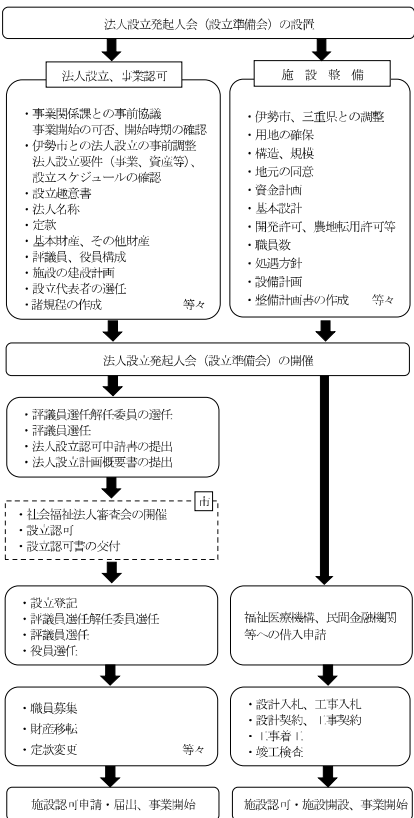 法人設立発起人会（設立準備会）の設置
法人設立、事業認可
・事業関係課との事前協議
事業開始の可否、開始時期の確認
・伊勢市との法人設立の事前調整
法人設立要件（事業、資産等）、
設立スケジュールの確認
・設立趣意書
・法人名称
・定款
・基本財産、その他財産
・評議員、役員構成
・施設の建設計画
・設立代表者の選任
・諸規程の作成　等々
施 設 整 備
・伊勢市、三重県との調整
・用地の確保
・構造、規模
・地元の同意
・資金計画
・基本設計
・開発許可、農地転用許可等
・職員数
・処遇方針
・設備計画
・整備計画書の作成　等々
法人設立発起人会（設立準備会）の開催
・評議員選任解任委員の選任
・評議員選任
・法人設立認可申請書の提出
・法人設立計画概要書の提出
市
・社会福祉法人審査会の開催
・設立認可
・設立認可書の交付
・設立登記
・評議員選任解任委員選任
・評議員選任
・役員選任
福祉医療機構、民間金融機関
等への借入申請
・職員募集
・財産移転
・定款変更　等々
・設計入札、工事入札
・設計契約、工事契約
・工事着工
・竣工検査
施設認可申請・届出、事業開始
施設認可・施設開設、事業開始